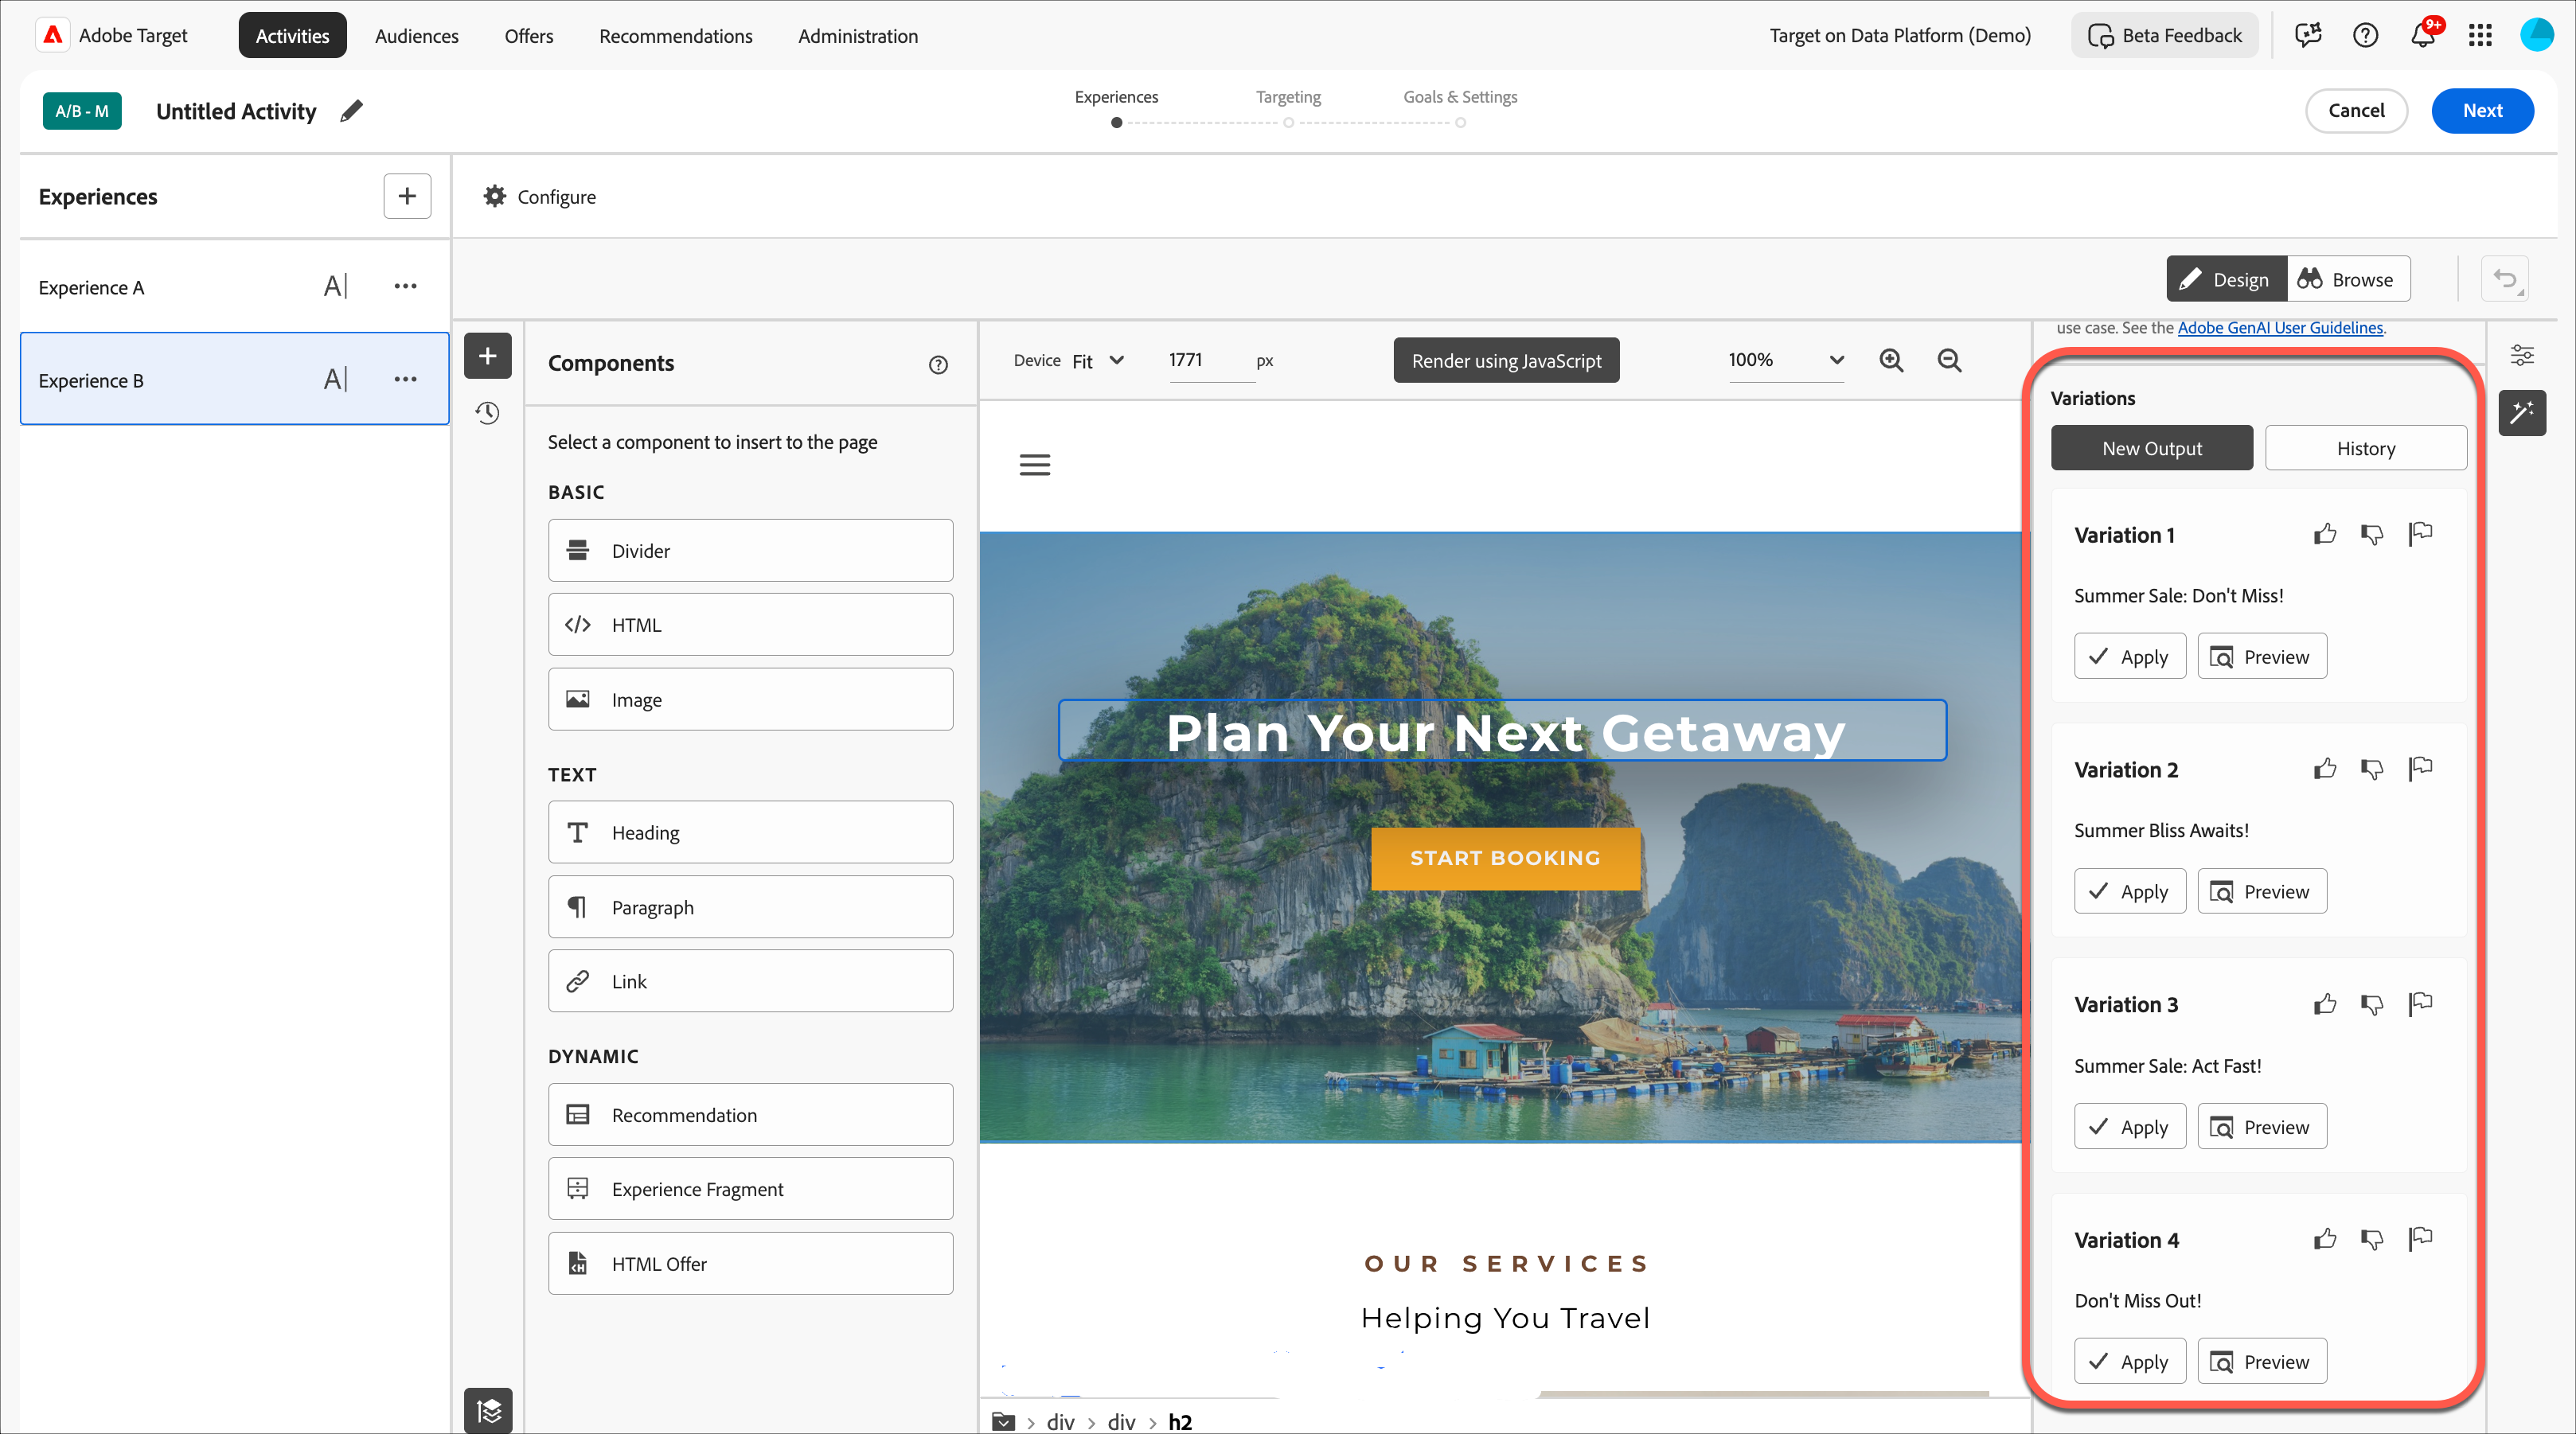 Adobe Target
Activities
Audiences
Offers
Recommendations
Administration
Target on Data Platform (Demo)
Beta Feedback
9+
A/B - M
Untitled Activity
Experiences
Targeting
Goals & Settings
Cancel
Next
Experiences
Configure
Experience A
A|
Experience B
A|
Design
Browse
Components
Select a component to insert to the page
BASIC
Divider
HTML
Image
TEXT
Heading
Paragraph
Link
DYNAMIC
Recommendation
Experience Fragment
HTML Offer
Device Fit
1771 px
Render using JavaScript
100%
Plan Your Next Getaway
START BOOKING
OUR SERVICES
Helping You Travel
div > div > h2
use case. See the Adobe GenAI User Guidelines.
Variations
New Output
History
Variation 1
Summer Sale: Don't Miss!
Apply
Preview
Variation 2
Summer Bliss Awaits!
Apply
Preview
Variation 3
Summer Sale: Act Fast!
Apply
Preview
Variation 4
Don't Miss Out!
Apply
Preview